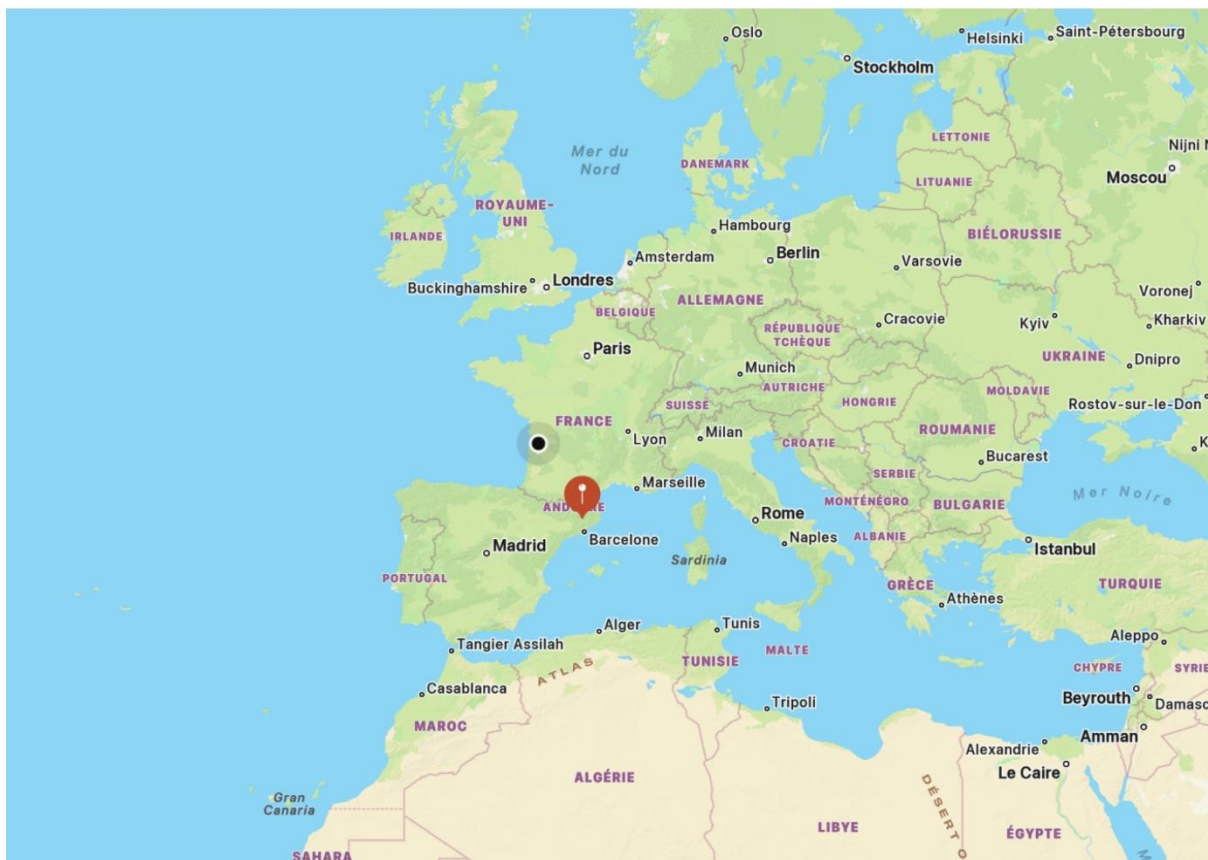 Oslo
Helsinki
Saint-Pétersbourg
Stockholm
LETTONIE
Mer du
Nord
DANEMARK
Nijni N
LITUANIE
Moscou
ROYAUME-
UNI
IRLANDE
Hambourg
BIÉLORUSSIE
Amsterdam
Berlin
Varsovie
Buckinghamshire
Londres
Voronej
ALLEMAGNE
BELGIQUE
Cracovie
Kyiv
Kharkiv
RÉPUBLIQUE
TCHÈQUE
Paris
UKRAINE
Dnipro
Munich
AUTRICHE
MOLDAVIE
HONGRIE
SUISSE
Rostov-sur-le-Don
FRANCE
ROUMANIE
Lyon
Milan
CROATIE
K
Bucarest
SERBIE
Marseille
Mer Noire
MONTÉNÉGRO
BULGARIE
Rome
ALBANIE
Barcelone
Naples
Madrid
Istanbul
Sardinia
PORTUGAL
GRÈCE
TURQUIE
Athènes
Alger
Tunis
Aleppo
Tangier Assilah
MALTE
TUNISIE
ATLAS
CHYPRE
SYRIE
Casablanca
Beyrouth
Damasc
Tripoli
MAROC
Amman
Alexandrie
Le Caire
ALGÉRIE
Gran
Canaria
DÉSERT O
LIBYE
ÉGYPTE
SAHARA